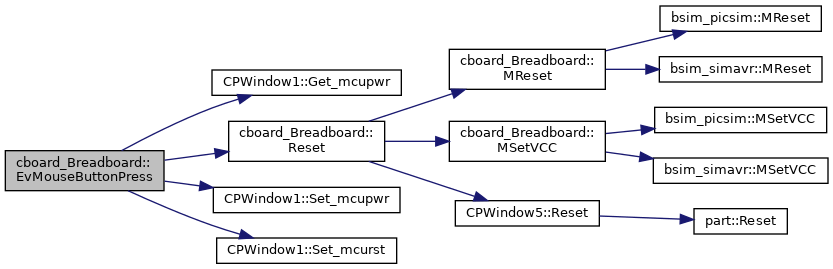 cboard_Breadboard::
EvMouseButtonPress
CPWindow1::Get_mcupwr
cboard_Breadboard::
Reset
CPWindow1::Set_mcupwr
CPWindow1::Set_mcurst
cboard_Breadboard::
MReset
cboard_Breadboard::
MSetVCC
CPWindow5::Reset
bsim_picsim::MReset
bsim_simavr::MReset
bsim_picsim::MSetVCC
bsim_simavr::MSetVCC
part::Reset